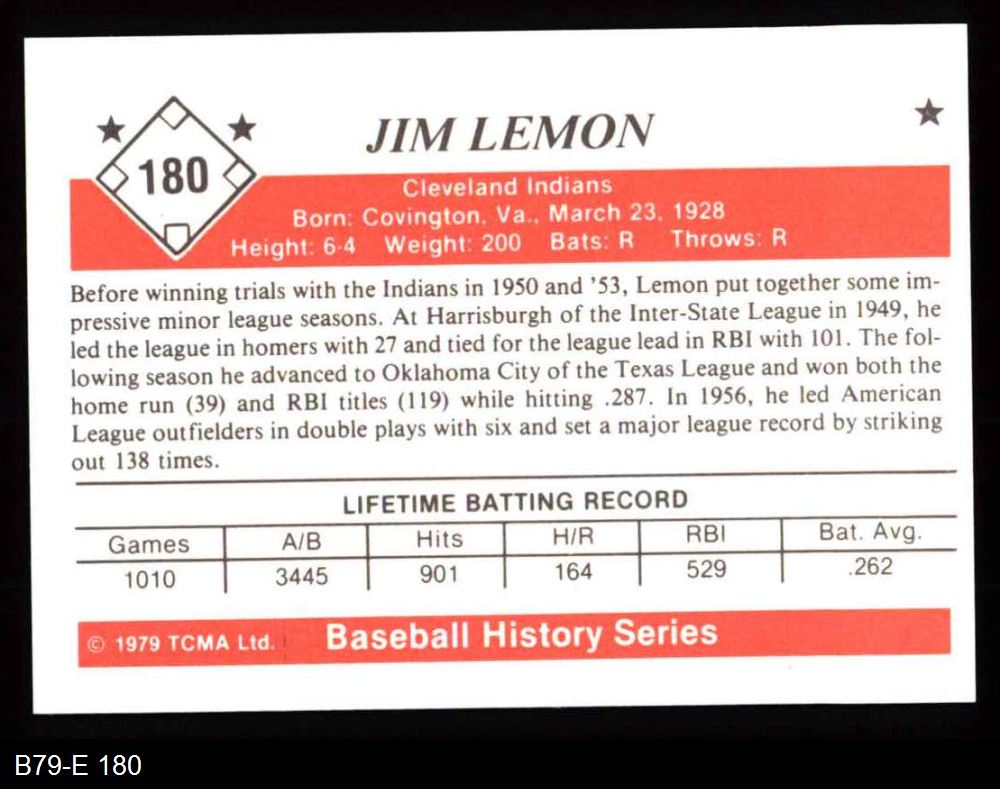 JIM LEMON
180
Cleveland Indians
Born: Covington, Va., March 23, 1928
Height: 6-4 Weight: 200 Bats: R Throws: R
Before winning trials with the Indians in 1950 and '53, Lemon put together some im-
pressive minor league seasons. At Harrisburgh of the Inter-State League in 1949, he
led the league in homers with 27 and tied for the league lead in RBI with 101. The fol-
lowing season he advanced to Oklahoma City of the Texas League and won both the
home run (39) and RBI titles (119) while hitting .287. In 1956, he led American
League outfielders in double plays with six and set a major league record by striking
out 138 times.
LIFETIME BATTING RECORD
Games A/B Hits H/R RBI Bat. Avg.
1010 3445 901 164 529 .262
© 1979 TCMA Ltd. Baseball History Series
B79-E 180